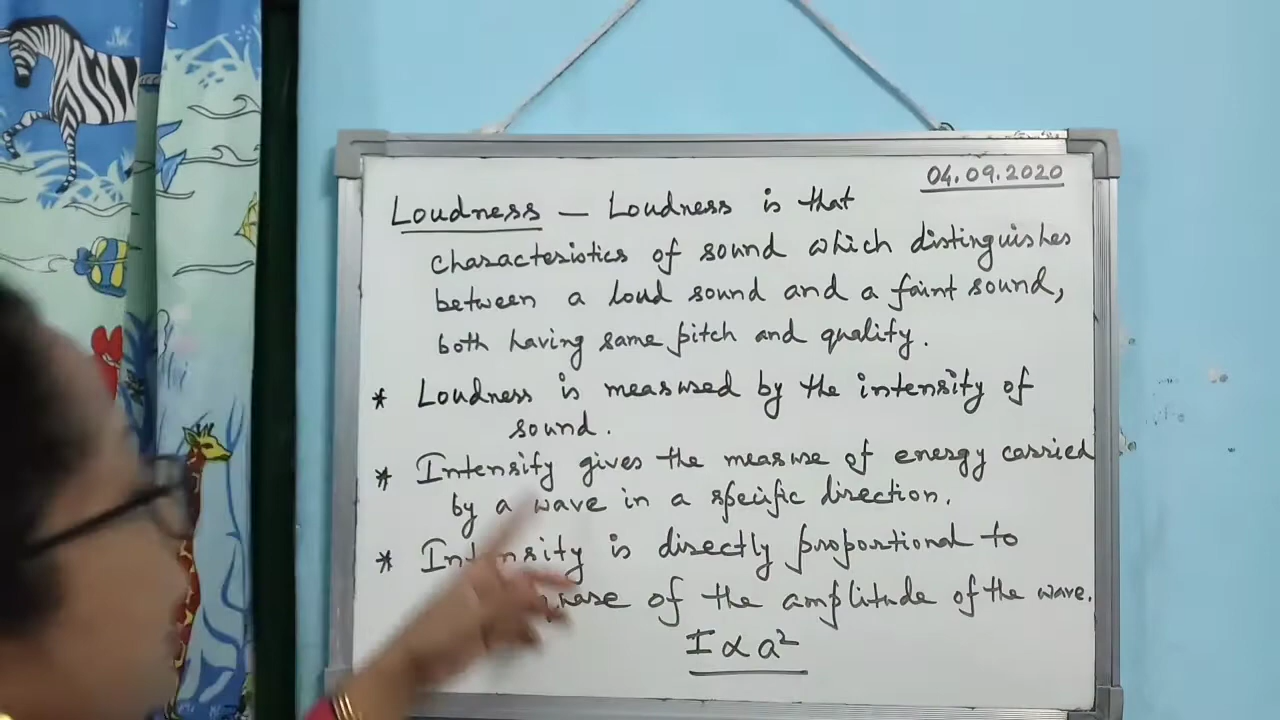 04.09.2020
Loudness — Loudness is that
characteristics of sound which distinguishes
between a loud sound and a faint sound,
both having same pitch and quality.
* Loudness is measured by the intensity of
sound.
* Intensity gives the measure of energy carried
by a wave in a specific direction.
* Intensity is directly proportional to
of the amplitude of the wave.
I ∝ a²